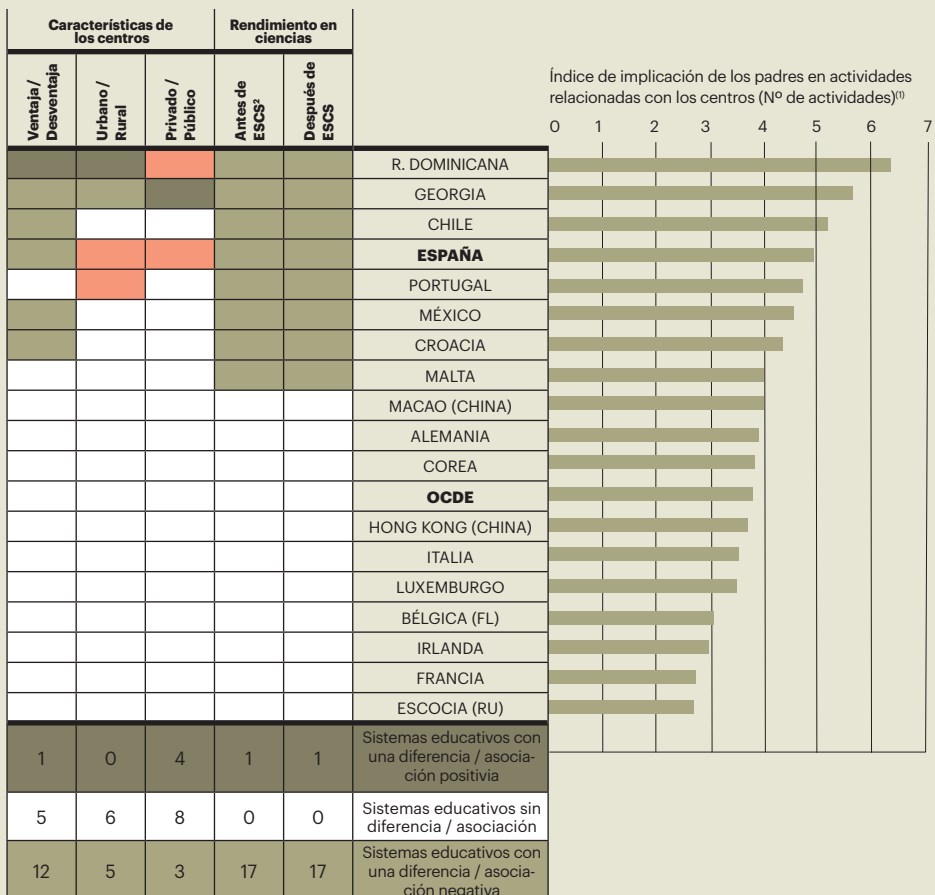 Características de
los centros
Rendimiento en
ciencias
Ventaja /
Desventaja
Urbano /
Rural
Privado /
Público
Antes de
ESCS²
Después de
ESCS
Índice de implicación de los padres en actividades
relacionadas con los centros (Nº de actividades)⁽¹⁾
0 1 2 3 4 5 6 7
R. DOMINICANA
GEORGIA
CHILE
ESPAÑA
PORTUGAL
MÉXICO
CROACIA
MALTA
MACAO (CHINA)
ALEMANIA
COREA
OCDE
HONG KONG (CHINA)
ITALIA
LUXEMBURGO
BÉLGICA (FL)
IRLANDA
FRANCIA
ESCOCIA (RU)
1 0 4 1 1
Sistemas educativos con
una diferencia / asocia-
ción positivia
5 6 8 0 0
Sistemas educativos sin
diferencia / asociación
12 5 3 17 17
Sistemas educativos con
una diferencia / asocia-
ción negativa